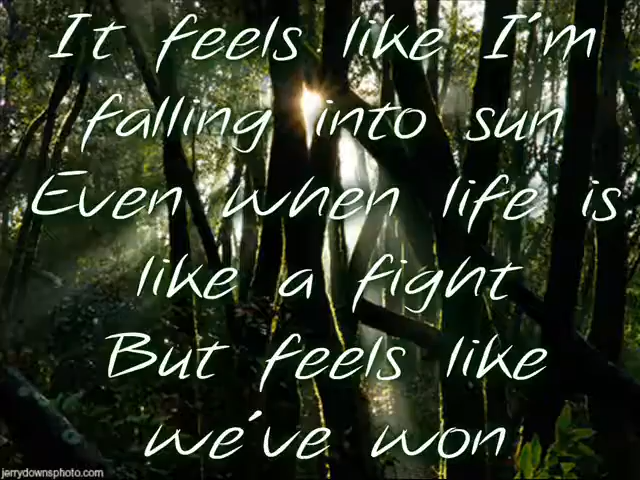 It feels like I'm
falling into sun
Even when life is
like a fight
But feels like
we've won
jerrydownsphoto.com